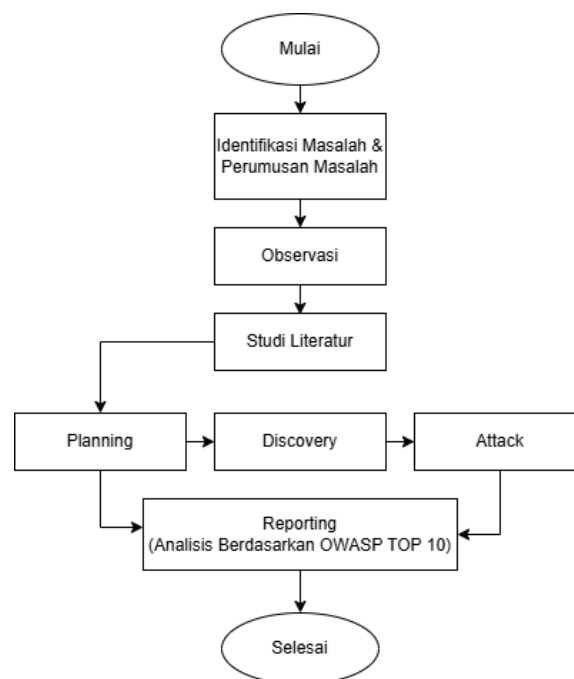 Mulai
Identifikasi Masalah &
Perumusan Masalah
Observasi
Studi Literatur
Planning
Discovery
Attack
Reporting
(Analisis Berdasarkan OWASP TOP 10)
Selesai